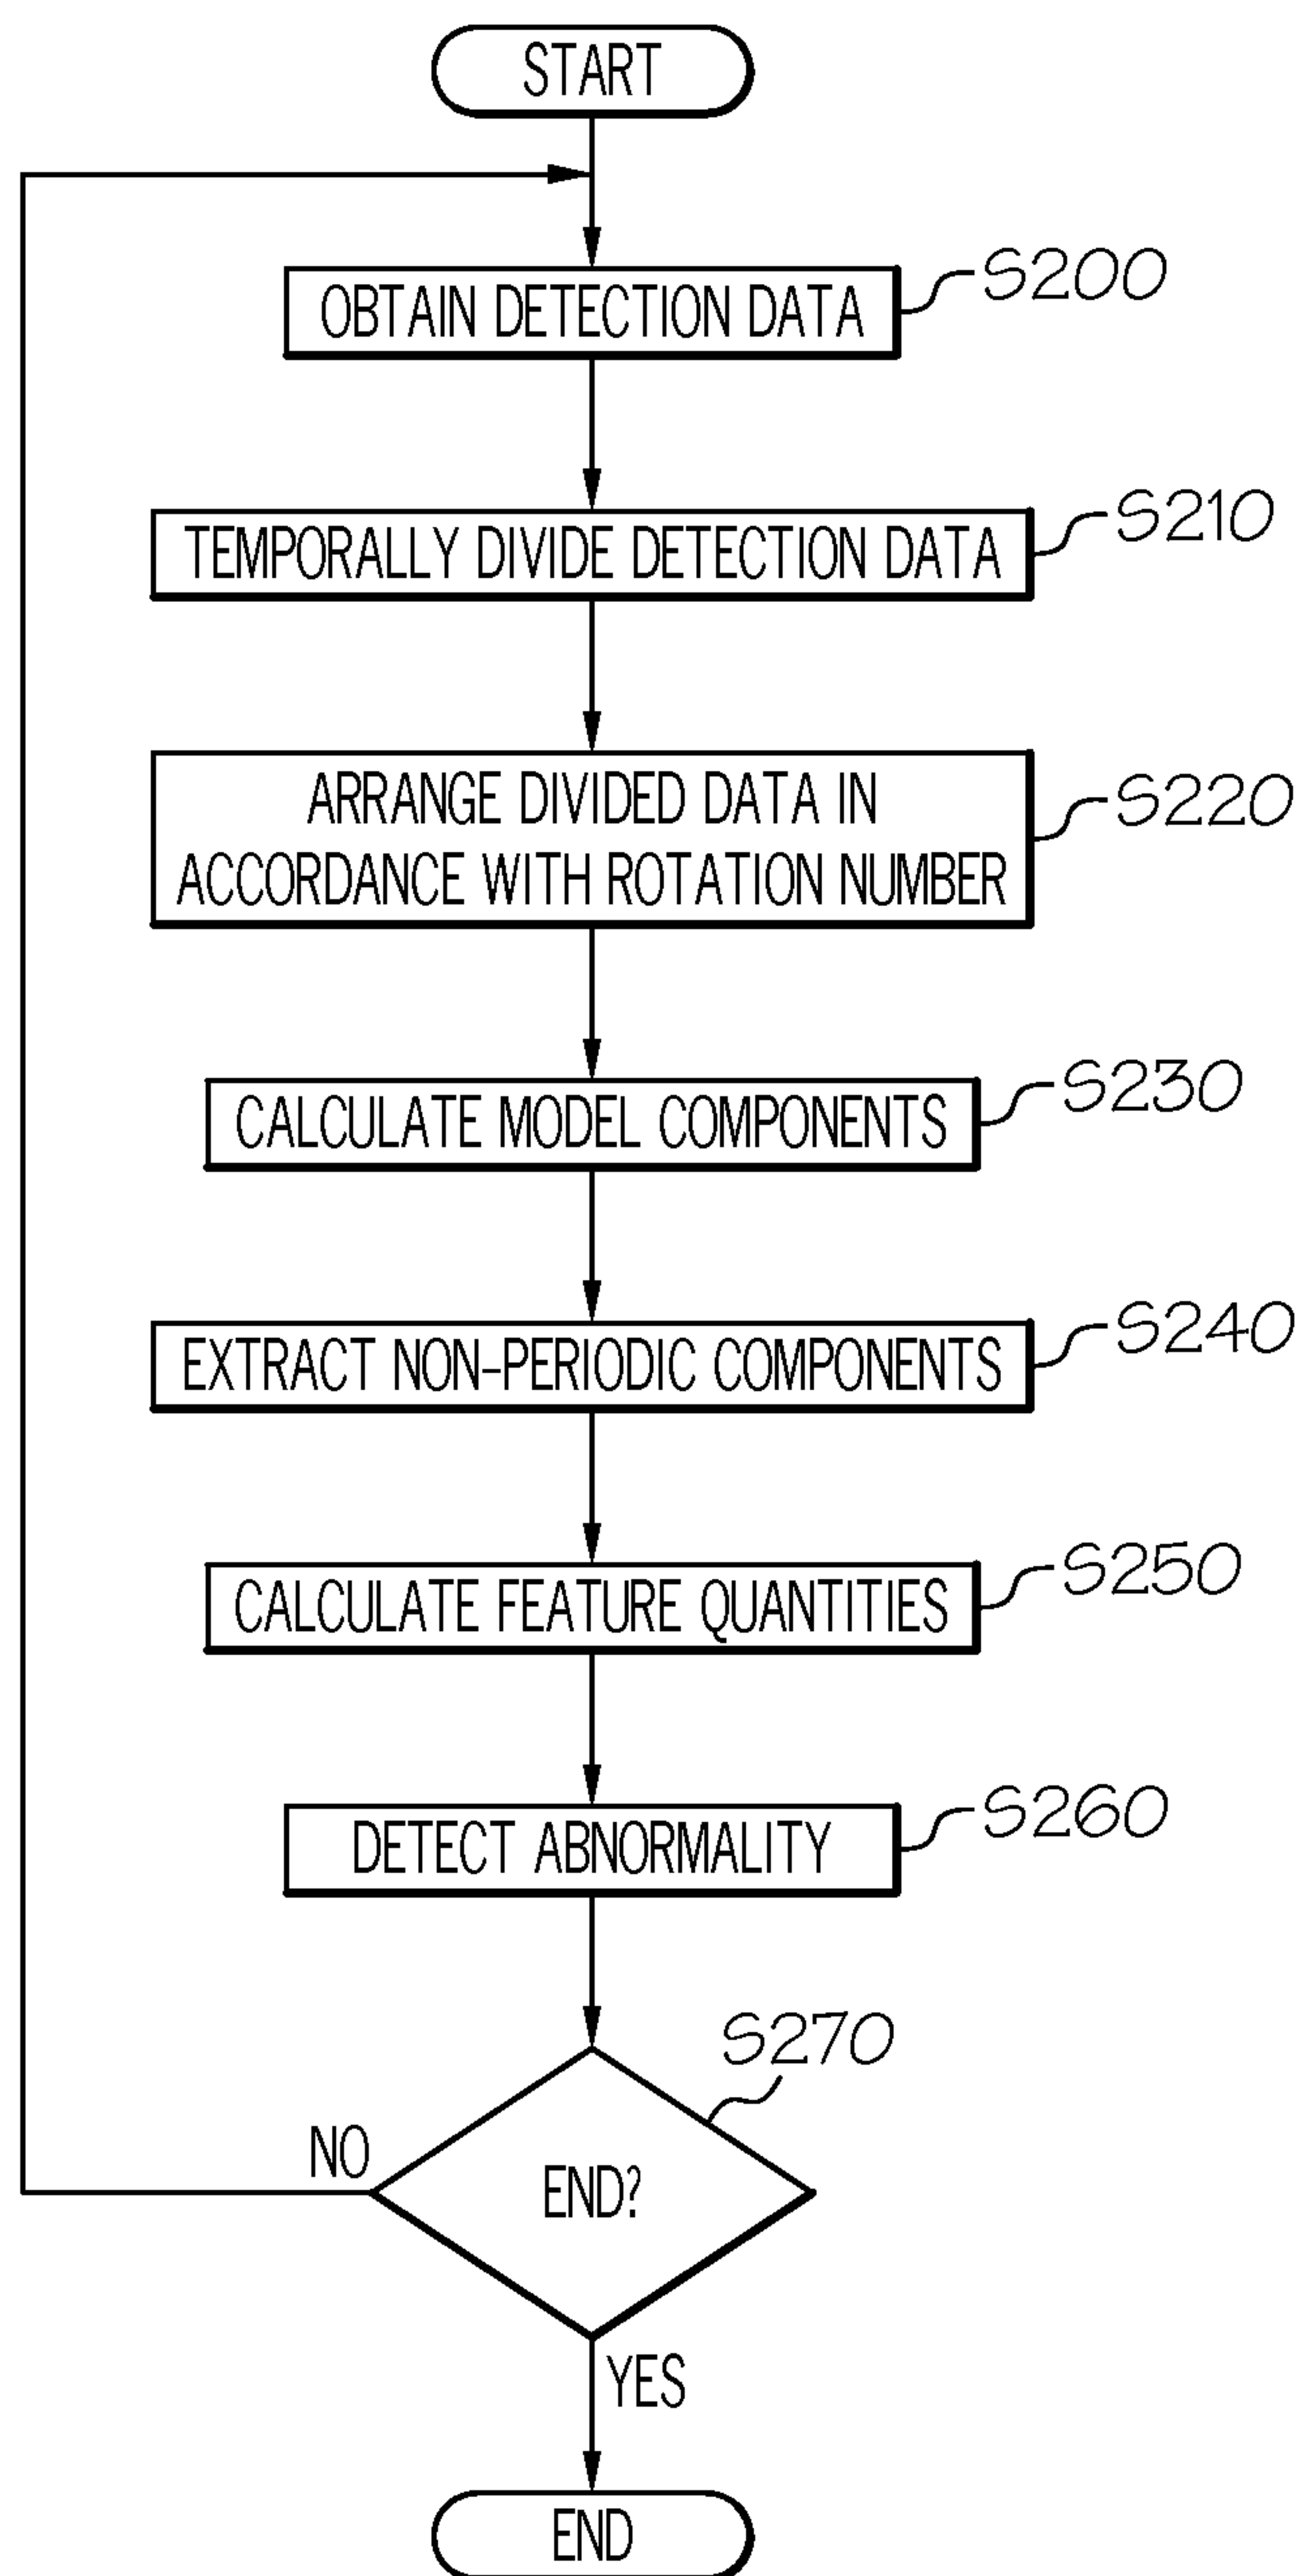 START
OBTAIN DETECTION DATA
S200
TEMPORALLY DIVIDE DETECTION DATA
S210
ARRANGE DIVIDED DATA IN
ACCORDANCE WITH ROTATION NUMBER
S220
CALCULATE MODEL COMPONENTS
S230
EXTRACT NON-PERIODIC COMPONENTS
S240
CALCULATE FEATURE QUANTITIES
S250
DETECT ABNORMALITY
S260
S270
NO
END?
YES
END